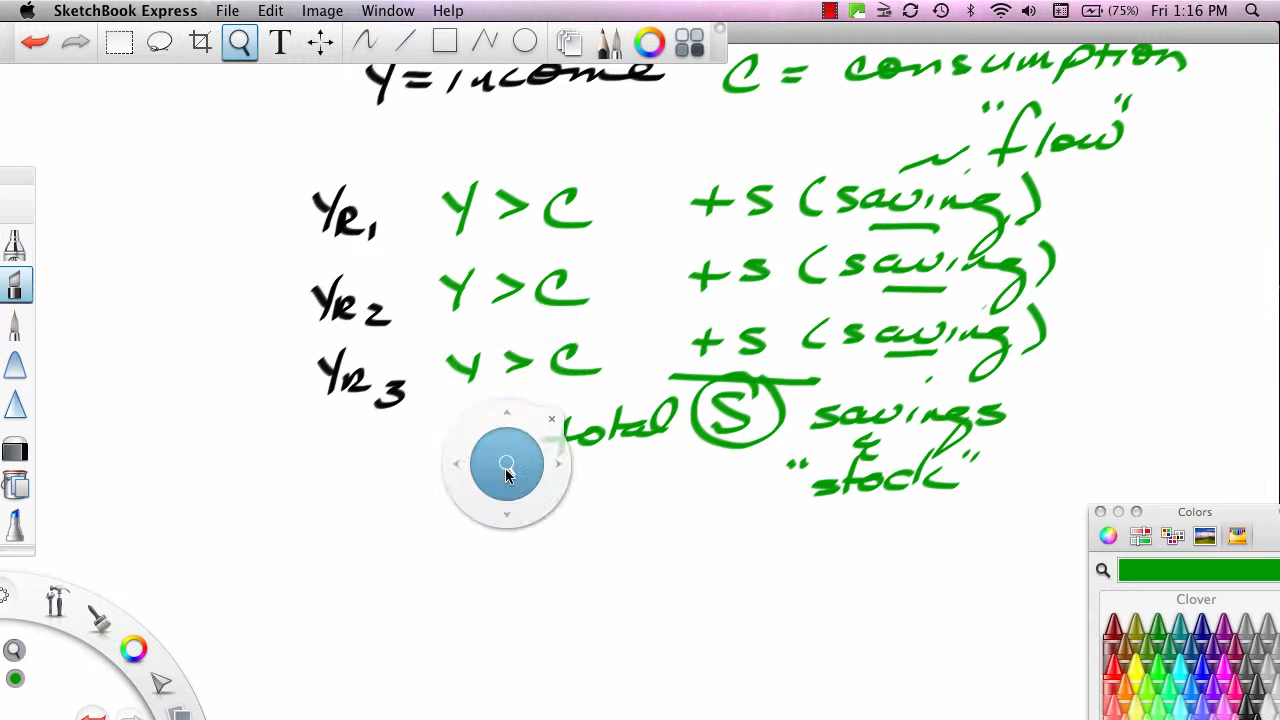 SketchBook Express File Edit Image Window Help (75%) Fri 1:16 PM
T
Y = income C = consumption
"flow"
YR1 Y > C +S (saving)
YR2 Y > C +S (saving)
YR3 Y > C +S (saving)
total S savings
"stock"
Colors
Clover